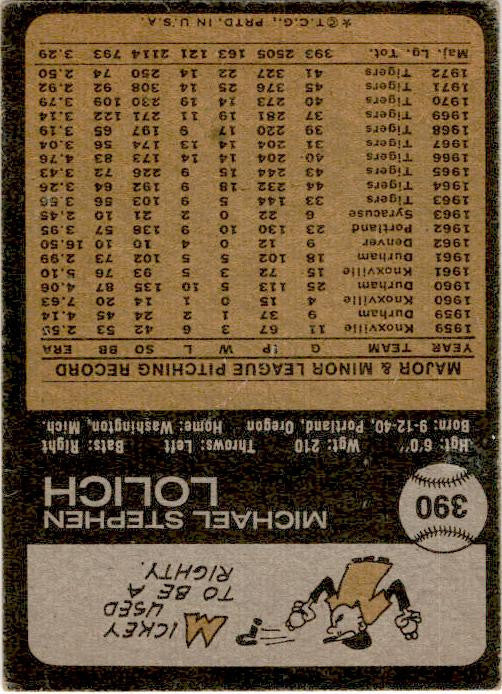 MICKEY
USED
TO BE A
RIGHTY.
390
MICHAEL STEPHEN
LOLICH
Hgt: 6'0" Wgt: 210 Throws: Left Bats: Right
Born: 9-12-40, Portland, Oregon Home: Washington, Mich.
MAJOR & MINOR LEAGUE PITCHING RECORD
YEAR TEAM G IP W L SO BB ERA
1959 Knoxville 11 67 3 6 42 53 2.55
1959 Durham 9 37 1 2 24 45 4.14
1960 Knoxville 4 15 0 1 14 20 7.63
1960 Durham 25 113 5 10 135 87 4.06
1961 Knoxville 15 72 3 5 93 76 5.10
1961 Durham 18 102 5 5 102 73 2.99
1962 Denver 9 12 0 4 10 10 16.50
1962 Portland 23 130 10 9 138 57 3.95
1963 Syracuse 6 22 0 2 21 10 2.45
1963 Tigers 33 144 5 9 103 56 3.56
1964 Tigers 44 232 18 9 192 64 3.26
1965 Tigers 43 244 15 9 226 72 3.43
1966 Tigers 40 204 14 14 173 83 4.76
1967 Tigers 31 204 14 13 174 56 3.04
1968 Tigers 39 220 17 9 197 65 3.19
1969 Tigers 37 281 19 11 271 122 3.14
1970 Tigers 40 273 14 19 230 109 3.79
1971 Tigers 45 376 25 14 308 92 2.92
1972 Tigers 41 327 22 14 250 74 2.50
Maj. Lg. Tot. 393 2505 163 121 2114 793 3.29
*© T.C.G., PRTD. IN U.S.A.